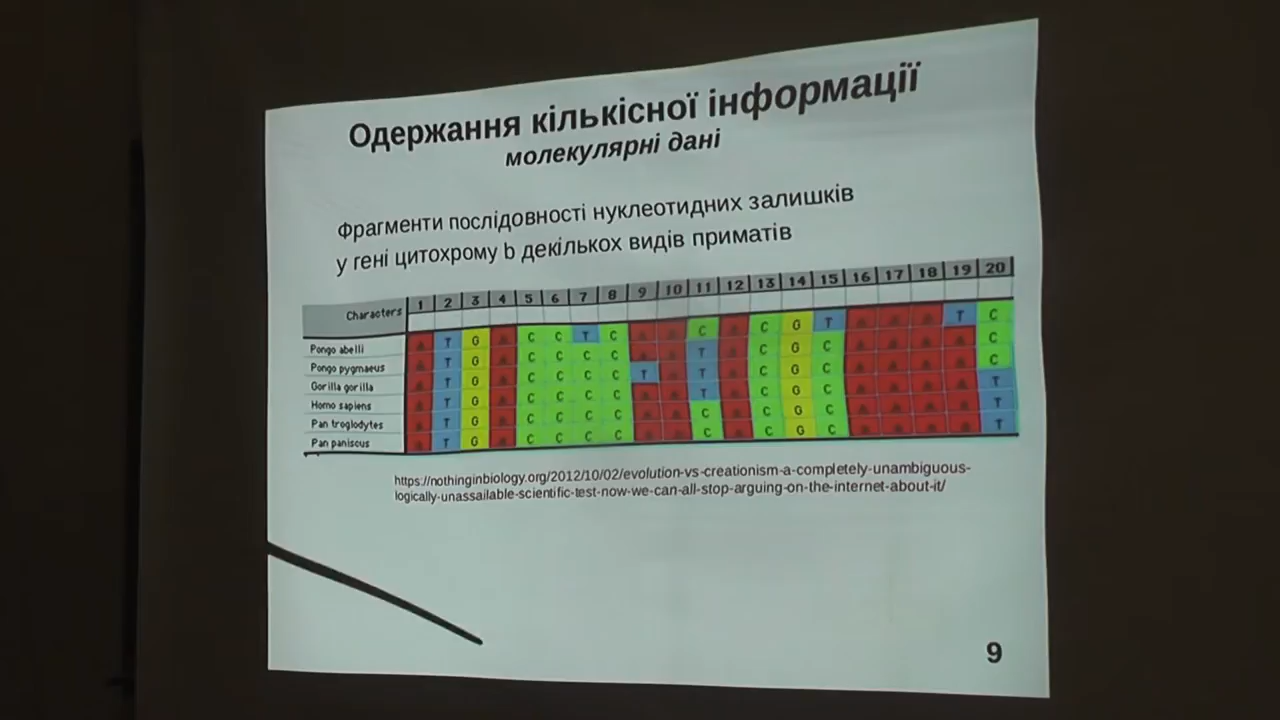 Одержання кількісної інформації
молекулярні дані
Фрагменти послідовності нуклеотидних залишків
у гені цитохрому b декількох видів приматів
Characters 1 2 3 4 5 6 7 8 9 10 11 12 13 14 15 16 17 18 19 20
Pongo abelli A T G A C C T C A A C A C G T A A A T C
Pongo pygmaeus A T G A C C C C A A T A C G C A A A A C
Gorilla gorilla A T G A C C C C T A T A C G C A A A A C
Homo sapiens A T G A C C C C A A T A C G C A A A A T
Pan troglodytes A T G A C C C C A A C A C G C A A A A T
Pan paniscus A T G A C C C C A A C A C G C A A A A T
https://nothinginbiology.org/2012/10/02/evolution-vs-creationism-a-completely-unambiguous-
logically-unassailable-scientific-test-now-we-can-all-stop-arguing-on-the-internet-about-it/
9